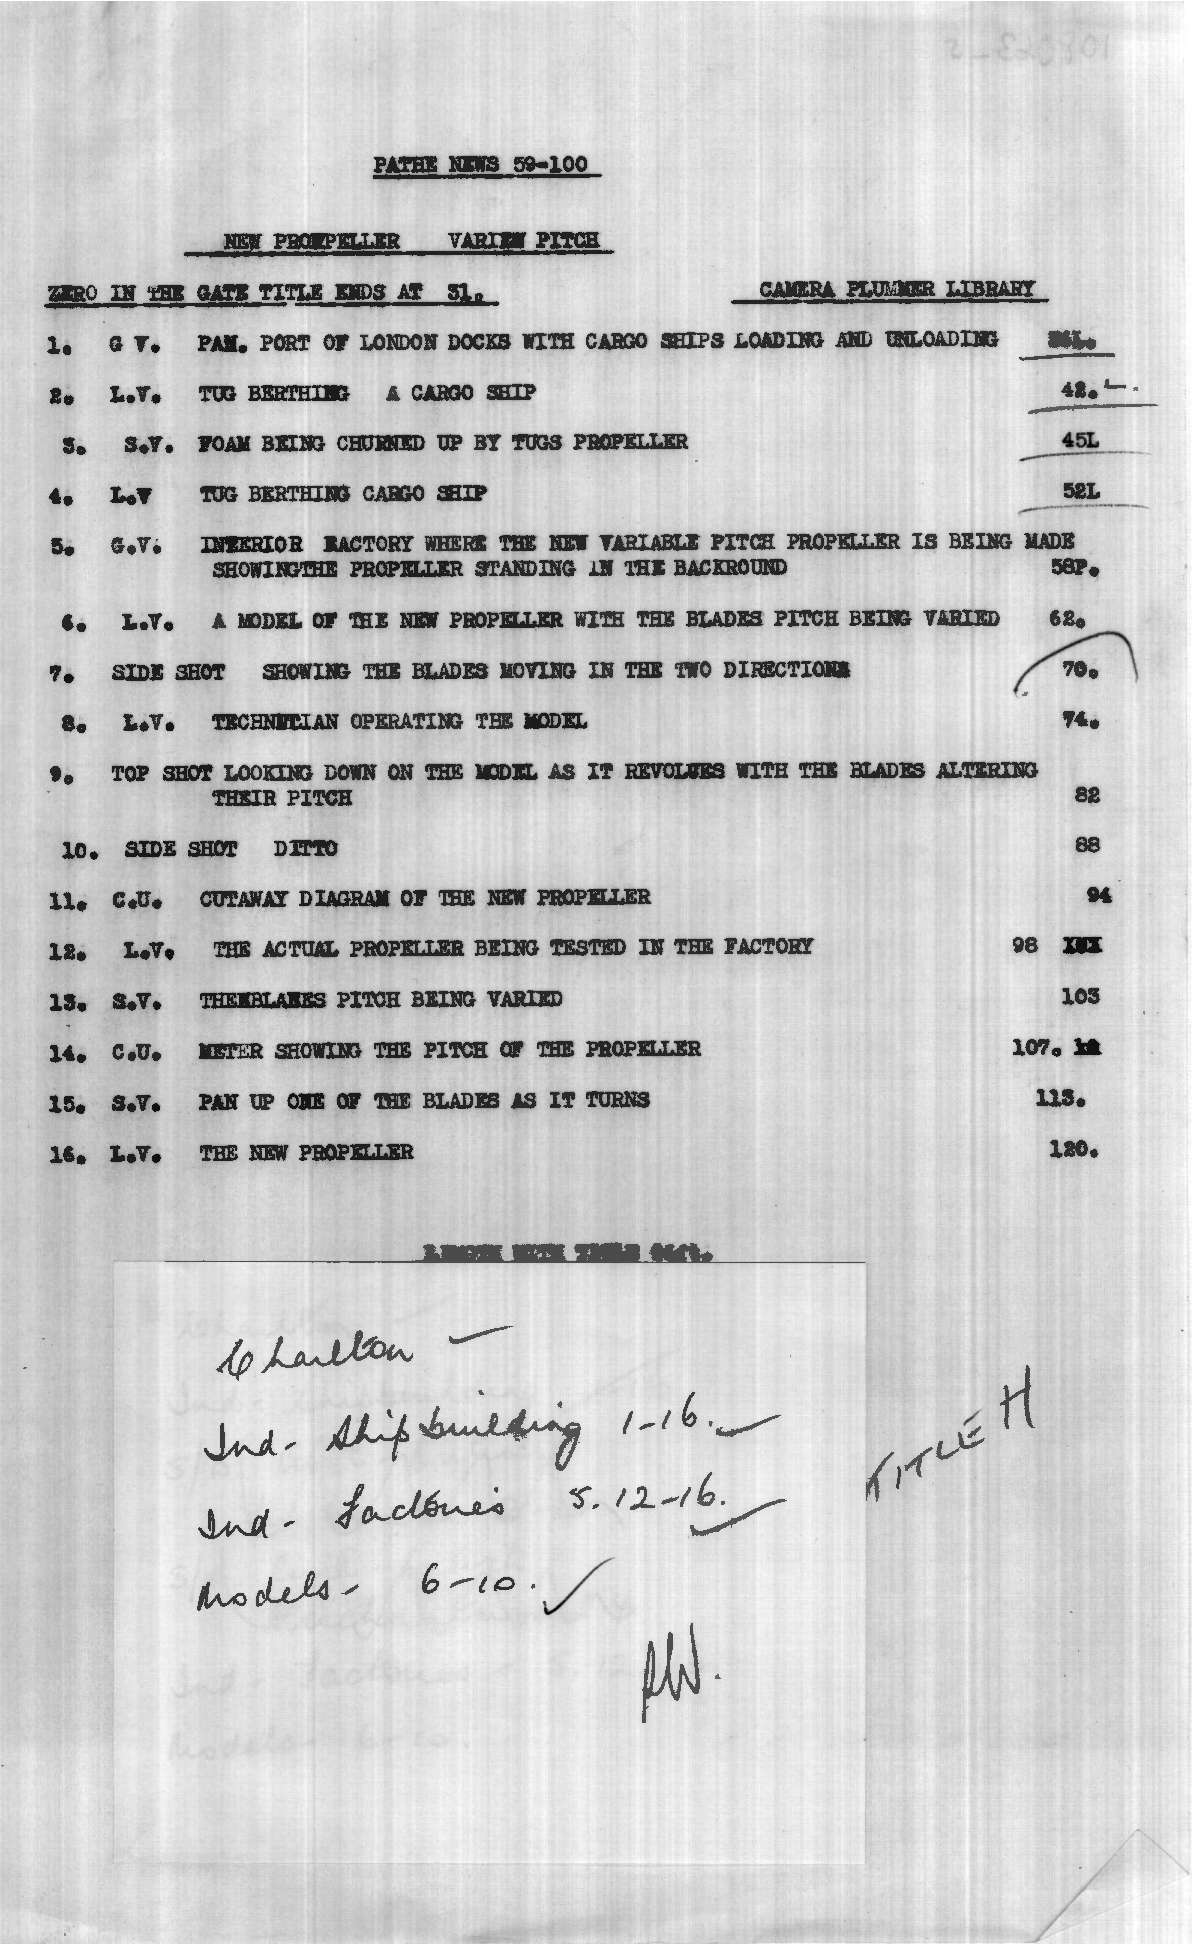 PATHE NEWS 59-100
NEW PROPELLER VARIES PITCH
ZERO IN THE GATE TITLE ENDS AT 31. CAMERA PLUMMER LIBRARY
1. G V. PAN. PORT OF LONDON DOCKS WITH CARGO SHIPS LOADING AND UNLOADING
2. L.V. TUG BERTHING A CARGO SHIP 42.
3. S.V. FOAM BEING CHURNED UP BY TUGS PROPELLER 45L
4. L.V TUG BERTHING CARGO SHIP 52L
5. G.V. INTERIOR FACTORY WHERE THE NEW VARIABLE PITCH PROPELLER IS BEING MADE
SHOWINGTHE PROPELLER STANDING IN THE BACKROUND 58P.
6. L.V. A MODEL OF THE NEW PROPELLER WITH THE BLADES PITCH BEING VARIED 62.
7. SIDE SHOT SHOWING THE BLADES MOVING IN THE TWO DIRECTIONS 70.
8. L.V. TECHNICIAN OPERATING THE MODEL 74.
9. TOP SHOT LOOKING DOWN ON THE MODEL AS IT REVOLVES WITH THE BLADES ALTERING
THEIR PITCH 82
10. SIDE SHOT DITTO 88
11. C.U. CUTAWAY DIAGRAM OF THE NEW PROPELLER 94
12. L.V. THE ACTUAL PROPELLER BEING TESTED IN THE FACTORY 98
13. S.V. PITCH BEING VARIED 103
14. C.U. METER SHOWING THE PITCH OF THE PROPELLER 107.
15. S.V. PAN UP ONE OF THE BLADES AS IT TURNS 113.
16. L.V. THE NEW PROPELLER 120.
LENGTH WITH TITLE
Charlton
Ind - Shipbuilding 1-16.
Ind - Factories 5. 12-16.
Models - 6-10.
TITLE H